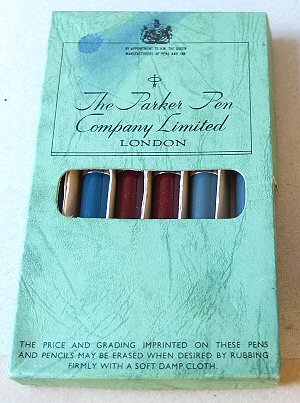 BY APPOINTMENT TO H.M. THE QUEEN
MANUFACTURERS OF PENS AND INK
The Parker Pen
Company Limited
LONDON
THE PRICE AND GRADING IMPRINTED ON THESE PENS
AND PENCILS MAY BE ERASED WHEN DESIRED BY RUBBING
FIRMLY WITH A SOFT DAMP CLOTH.